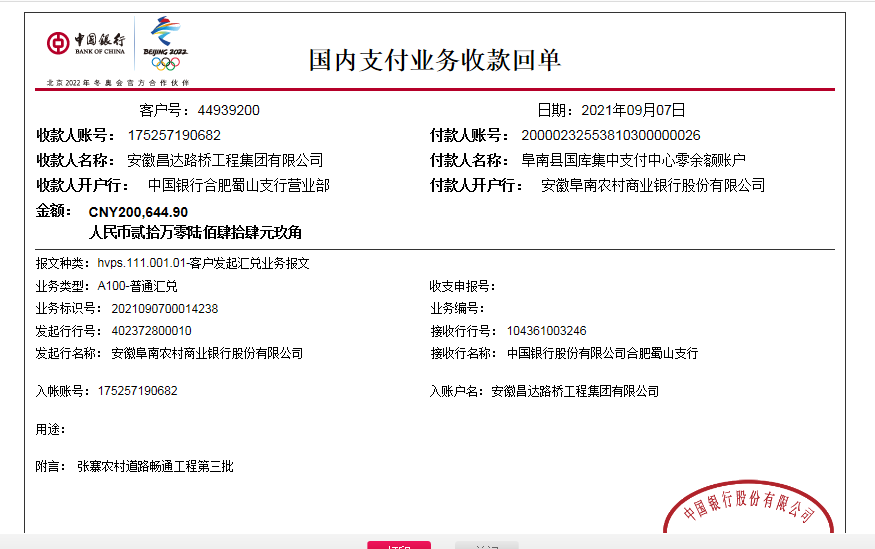 中国银行
BANK OF CHINA
BEIJING 2022
北京2022年冬奥会官方合作伙伴
国内支付业务收款回单
客户号：44939200 日期：2021年09月07日
收款人账号：175257190682 付款人账号：20000232553810300000026
收款人名称：安徽昌达路桥工程集团有限公司 付款人名称：阜南县国库集中支付中心零余额账户
收款人开户行：中国银行合肥蜀山支行营业部 付款人开户行：安徽阜南农村商业银行股份有限公司
金额：CNY200,644.90
人民币贰拾万零陆佰肆拾肆元玖角
报文种类：hvps.111.001.01-客户发起汇兑业务报文
业务类型：A100-普通汇兑 收支申报号：
业务标识号：2021090700014238 业务编号：
发起行行号：402372800010 接收行行号：104361003246
发起行名称：安徽阜南农村商业银行股份有限公司 接收行名称：中国银行股份有限公司合肥蜀山支行
入帐账号：175257190682 入账户名：安徽昌达路桥工程集团有限公司
用途：
附言：张寨农村道路畅通工程第三批
中国银行股份有限公司